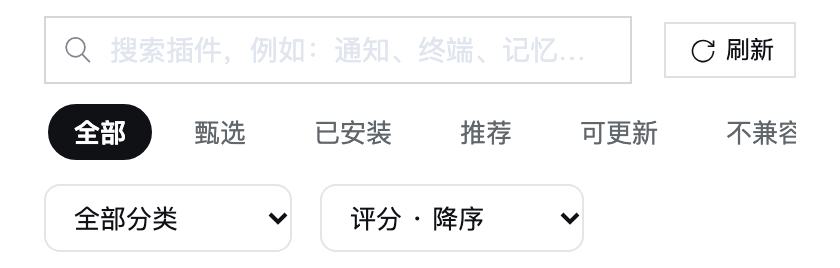 搜索插件，例如：通知、终端、记忆...
刷新
全部 甄选 已安装 推荐 可更新 不兼容
全部分类 评分 · 降序